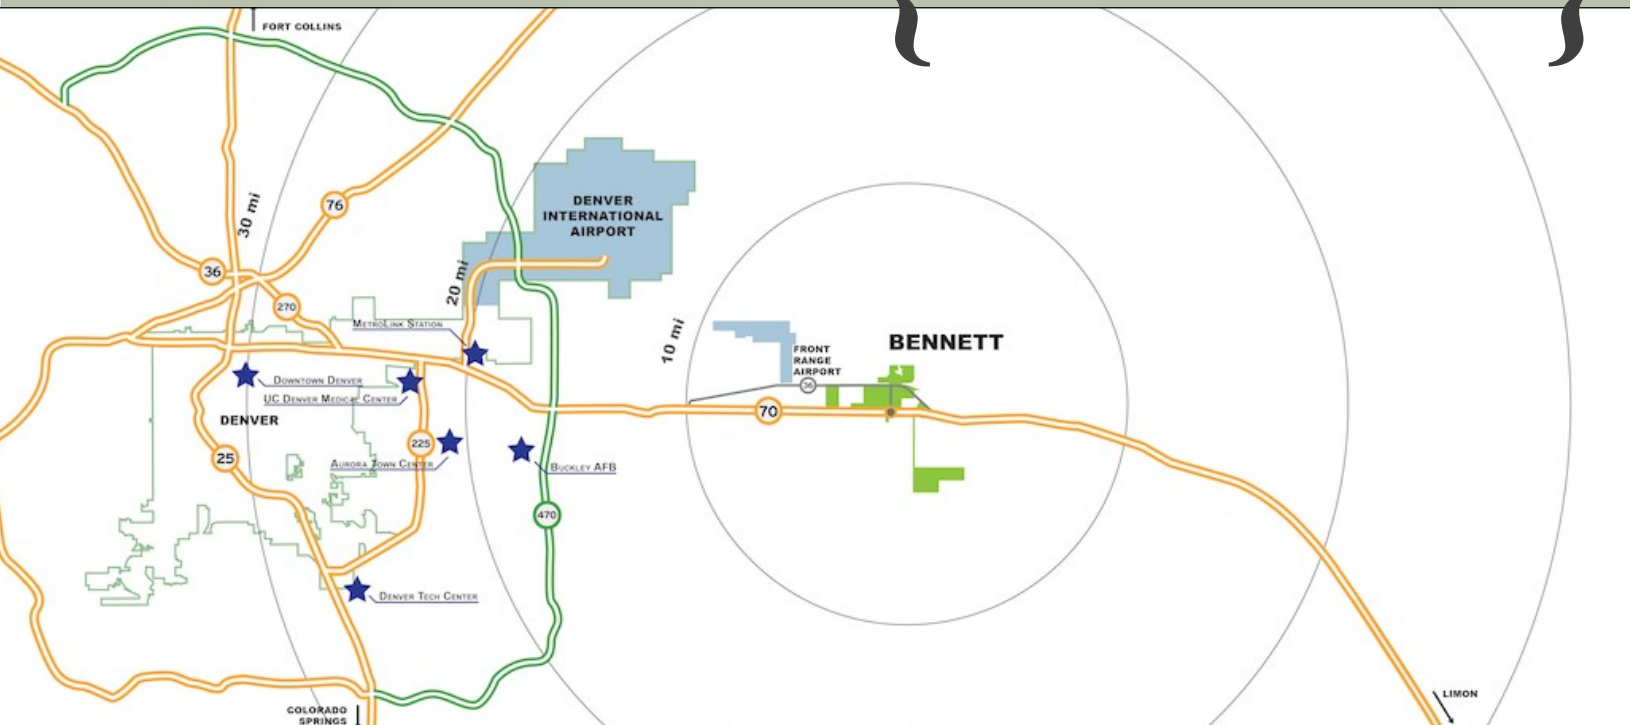 FORT COLLINS
30 mi
76
DENVER
INTERNATIONAL
AIRPORT
36
20 mi
270
METROLINK STATION
10 mi
FRONT
RANGE
AIRPORT
BENNETT
36
DOWNTOWN DENVER
UC DENVER MEDICAL CENTER
DENVER
70
225
25
AURORA TOWN CENTER
BUCKLEY AFB
470
DENVER TECH CENTER
LIMON
COLORADO
SPRINGS